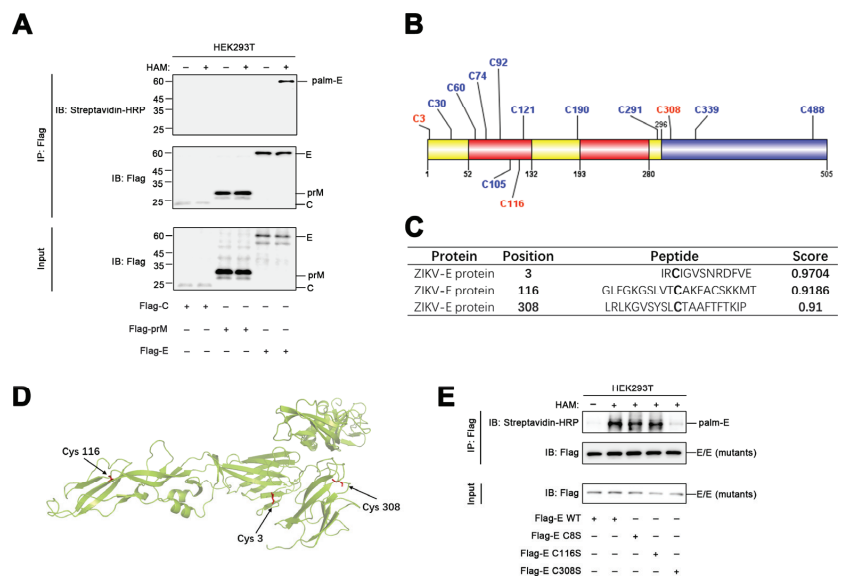 A
HEK293T
HAM: – + – + – +
IP: Flag
IB: Streptavidin-HRP
60
45
35
25
palm-E
IB: Flag
60
45
35
25
E
prM
C
Input
IB: Flag
60
45
35
25
E
prM
C
Flag-C + + – – – –
Flag-prM – – + + – –
Flag-E – – – – + +
B
C3 C30 C60 C74 C92 C121 C190 C291 296 C308 C339 C488
C105 C116
1 52 132 193 280 505
C
Protein Position Peptide Score
ZIKV-E protein 3 IRCIGVSNRDFVE 0.9704
ZIKV-E protein 116 GLFGKGSLVTCAKFACSKKMT 0.9186
ZIKV-E protein 308 LRLKGVSYSLCTAAFTFTKIP 0.91
D
Cys 116
Cys 3
Cys 308
E
HEK293T
HAM: – + + + +
IP: Flag
IB: Streptavidin-HRP palm-E
IB: Flag E/E (mutants)
Input
IB: Flag E/E (mutants)
Flag-E WT + +
Flag-E C8S +
Flag-E C116S +
Flag-E C308S +